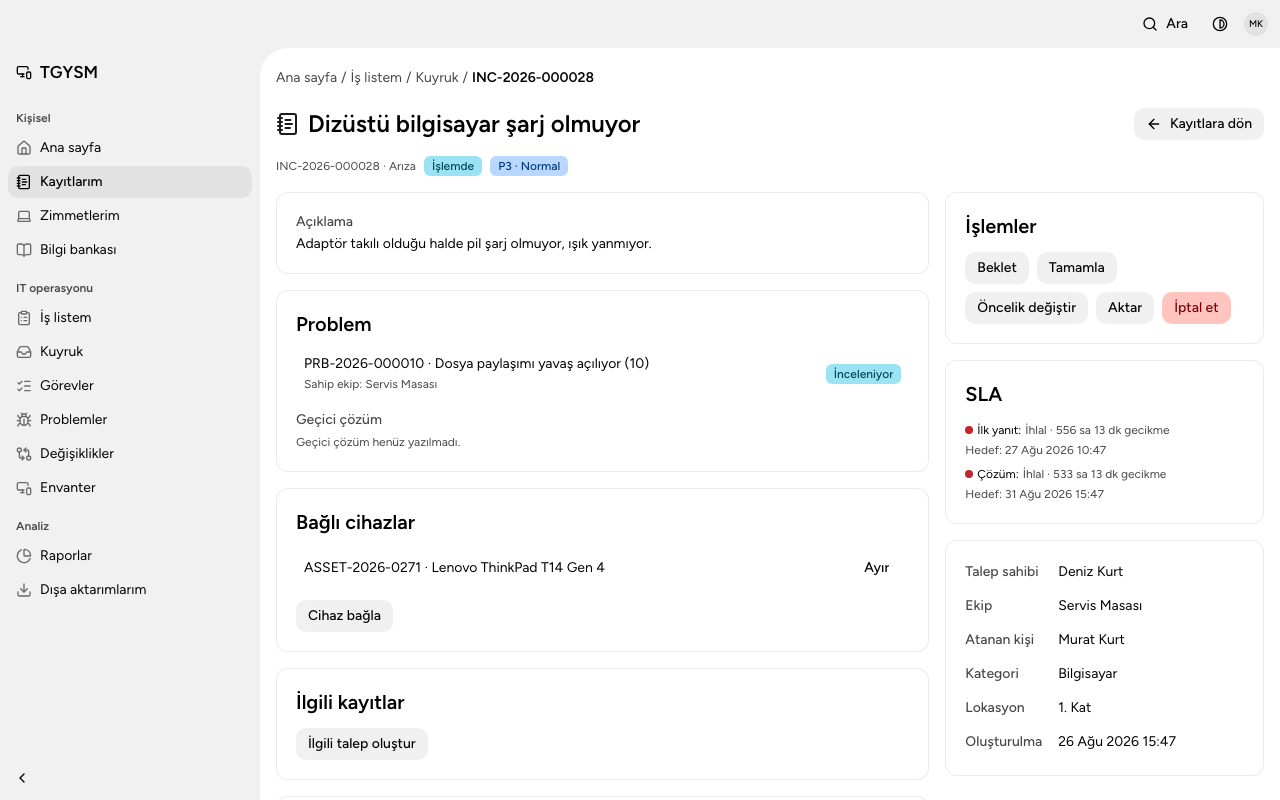 Ara
MK
TGYSM
Kişisel
Ana sayfa
Kayıtlarım
Zimmetlerim
Bilgi bankası
IT operasyonu
İş listem
Kuyruk
Görevler
Problemler
Değişiklikler
Envanter
Analiz
Raporlar
Dışa aktarımlarım
Ana sayfa / İş listem / Kuyruk / INC-2026-000028
Dizüstü bilgisayar şarj olmuyor
Kayıtlara dön
INC-2026-000028 · Arıza İşlemde P3 · Normal
Açıklama
Adaptör takılı olduğu halde pil şarj olmuyor, ışık yanmıyor.
Problem
PRB-2026-000010 · Dosya paylaşımı yavaş açılıyor (10)
Sahip ekip: Servis Masası
İnceleniyor
Geçici çözüm
Geçici çözüm henüz yazılmadı.
Bağlı cihazlar
ASSET-2026-0271 · Lenovo ThinkPad T14 Gen 4 Ayır
Cihaz bağla
İlgili kayıtlar
İlgili talep oluştur
İşlemler
Beklet Tamamla
Öncelik değiştir Aktar İptal et
SLA
İlk yanıt: İhlal · 556 sa 13 dk gecikme
Hedef: 27 Ağu 2026 10:47
Çözüm: İhlal · 533 sa 13 dk gecikme
Hedef: 31 Ağu 2026 15:47
Talep sahibi Deniz Kurt
Ekip Servis Masası
Atanan kişi Murat Kurt
Kategori Bilgisayar
Lokasyon 1. Kat
Oluşturulma 26 Ağu 2026 15:47